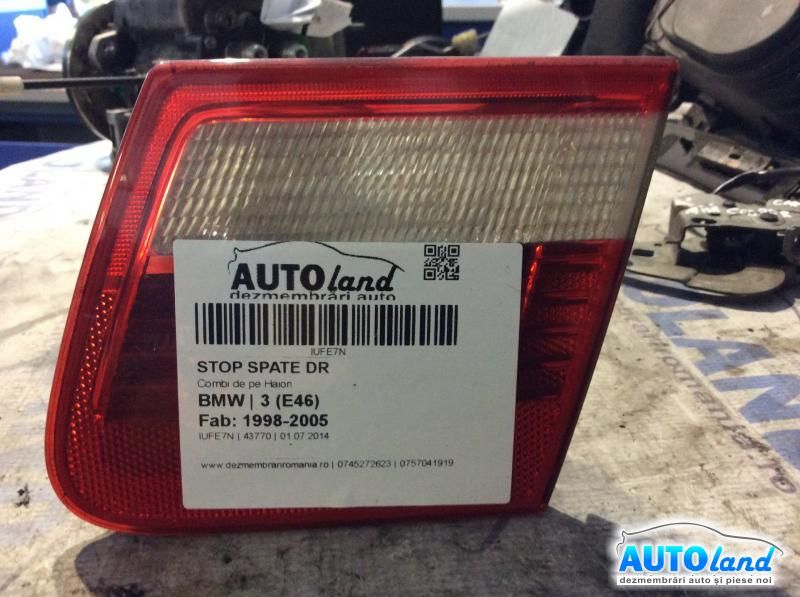 AUTOland
dezmembrări auto
IUFE7N
STOP SPATE DR
Combi de pe Haion
BMW | 3 (E46)
Fab: 1998-2005
IUFE7N | 43770 | 01 07 2014
www.dezmembrariromania.ro | 0745272623 | 0757041919
AUTOland
dezmembrări auto și piese noi